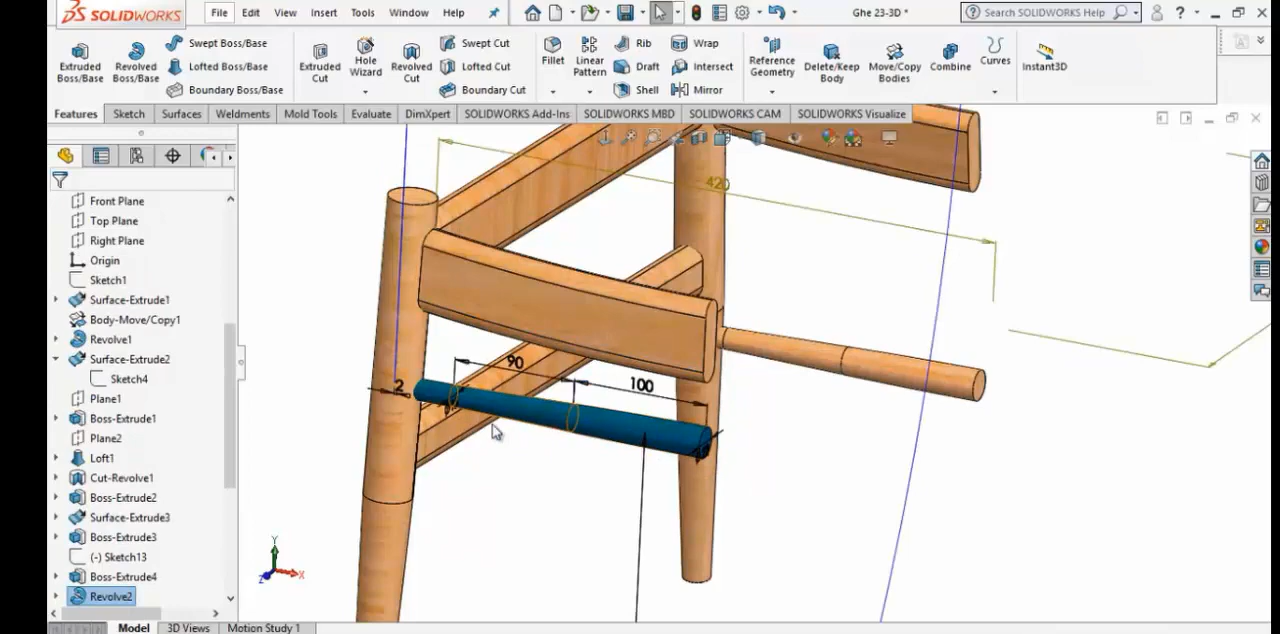 SOLIDWORKS
File Edit View Insert Tools Window Help
Ghe 23-3D *
Search SOLIDWORKS Help
Extruded Boss/Base
Revolved Boss/Base
Swept Boss/Base
Lofted Boss/Base
Boundary Boss/Base
Extruded Cut
Hole Wizard
Revolved Cut
Swept Cut
Lofted Cut
Boundary Cut
Fillet
Linear Pattern
Rib
Draft
Shell
Wrap
Intersect
Mirror
Reference Geometry
Delete/Keep Body
Move/Copy Bodies
Combine
Curves
Instant3D
Features Sketch Surfaces Weldments Mold Tools Evaluate DimXpert SOLIDWORKS Add-Ins SOLIDWORKS MBD SOLIDWORKS CAM SOLIDWORKS Visualize
Front Plane
Top Plane
Right Plane
Origin
Sketch1
Surface-Extrude1
Body-Move/Copy1
Revolve1
Surface-Extrude2
Sketch4
Plane1
Boss-Extrude1
Plane2
Loft1
Cut-Revolve1
Boss-Extrude2
Surface-Extrude3
Boss-Extrude3
(-) Sketch13
Boss-Extrude4
Revolve2
420
90
100
2
Y
Z
X
Model 3D Views Motion Study 1